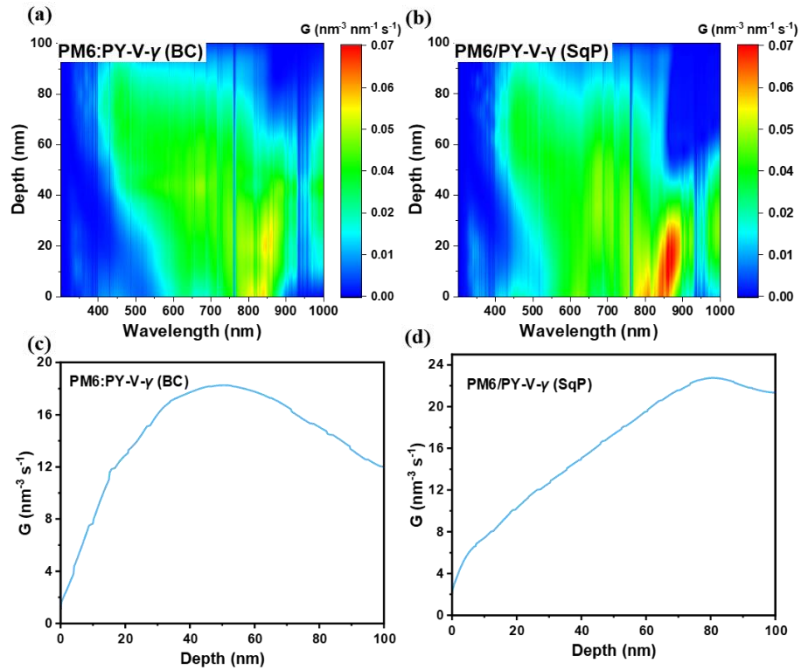 (a)
PM6:PY-V-γ (BC)
G (nm⁻³ nm⁻¹ s⁻¹)
100
80
60
40
20
0
Depth (nm)
400 500 600 700 800 900 1000
Wavelength (nm)
0.07
0.06
0.05
0.04
0.02
0.01
0.00
(b)
PM6/PY-V-γ (SqP)
G (nm⁻³ nm⁻¹ s⁻¹)
100
80
60
40
20
0
Depth (nm)
400 500 600 700 800 900 1000
Wavelength (nm)
0.07
0.06
0.05
0.04
0.02
0.01
0.00
(c)
PM6:PY-V-γ (BC)
20
16
12
8
4
0
G (nm⁻³ s⁻¹)
0 20 40 60 80 100
Depth (nm)
(d)
PM6/PY-V-γ (SqP)
24
20
16
12
8
4
0
G (nm⁻³ s⁻¹)
0 20 40 60 80 100
Depth (nm)